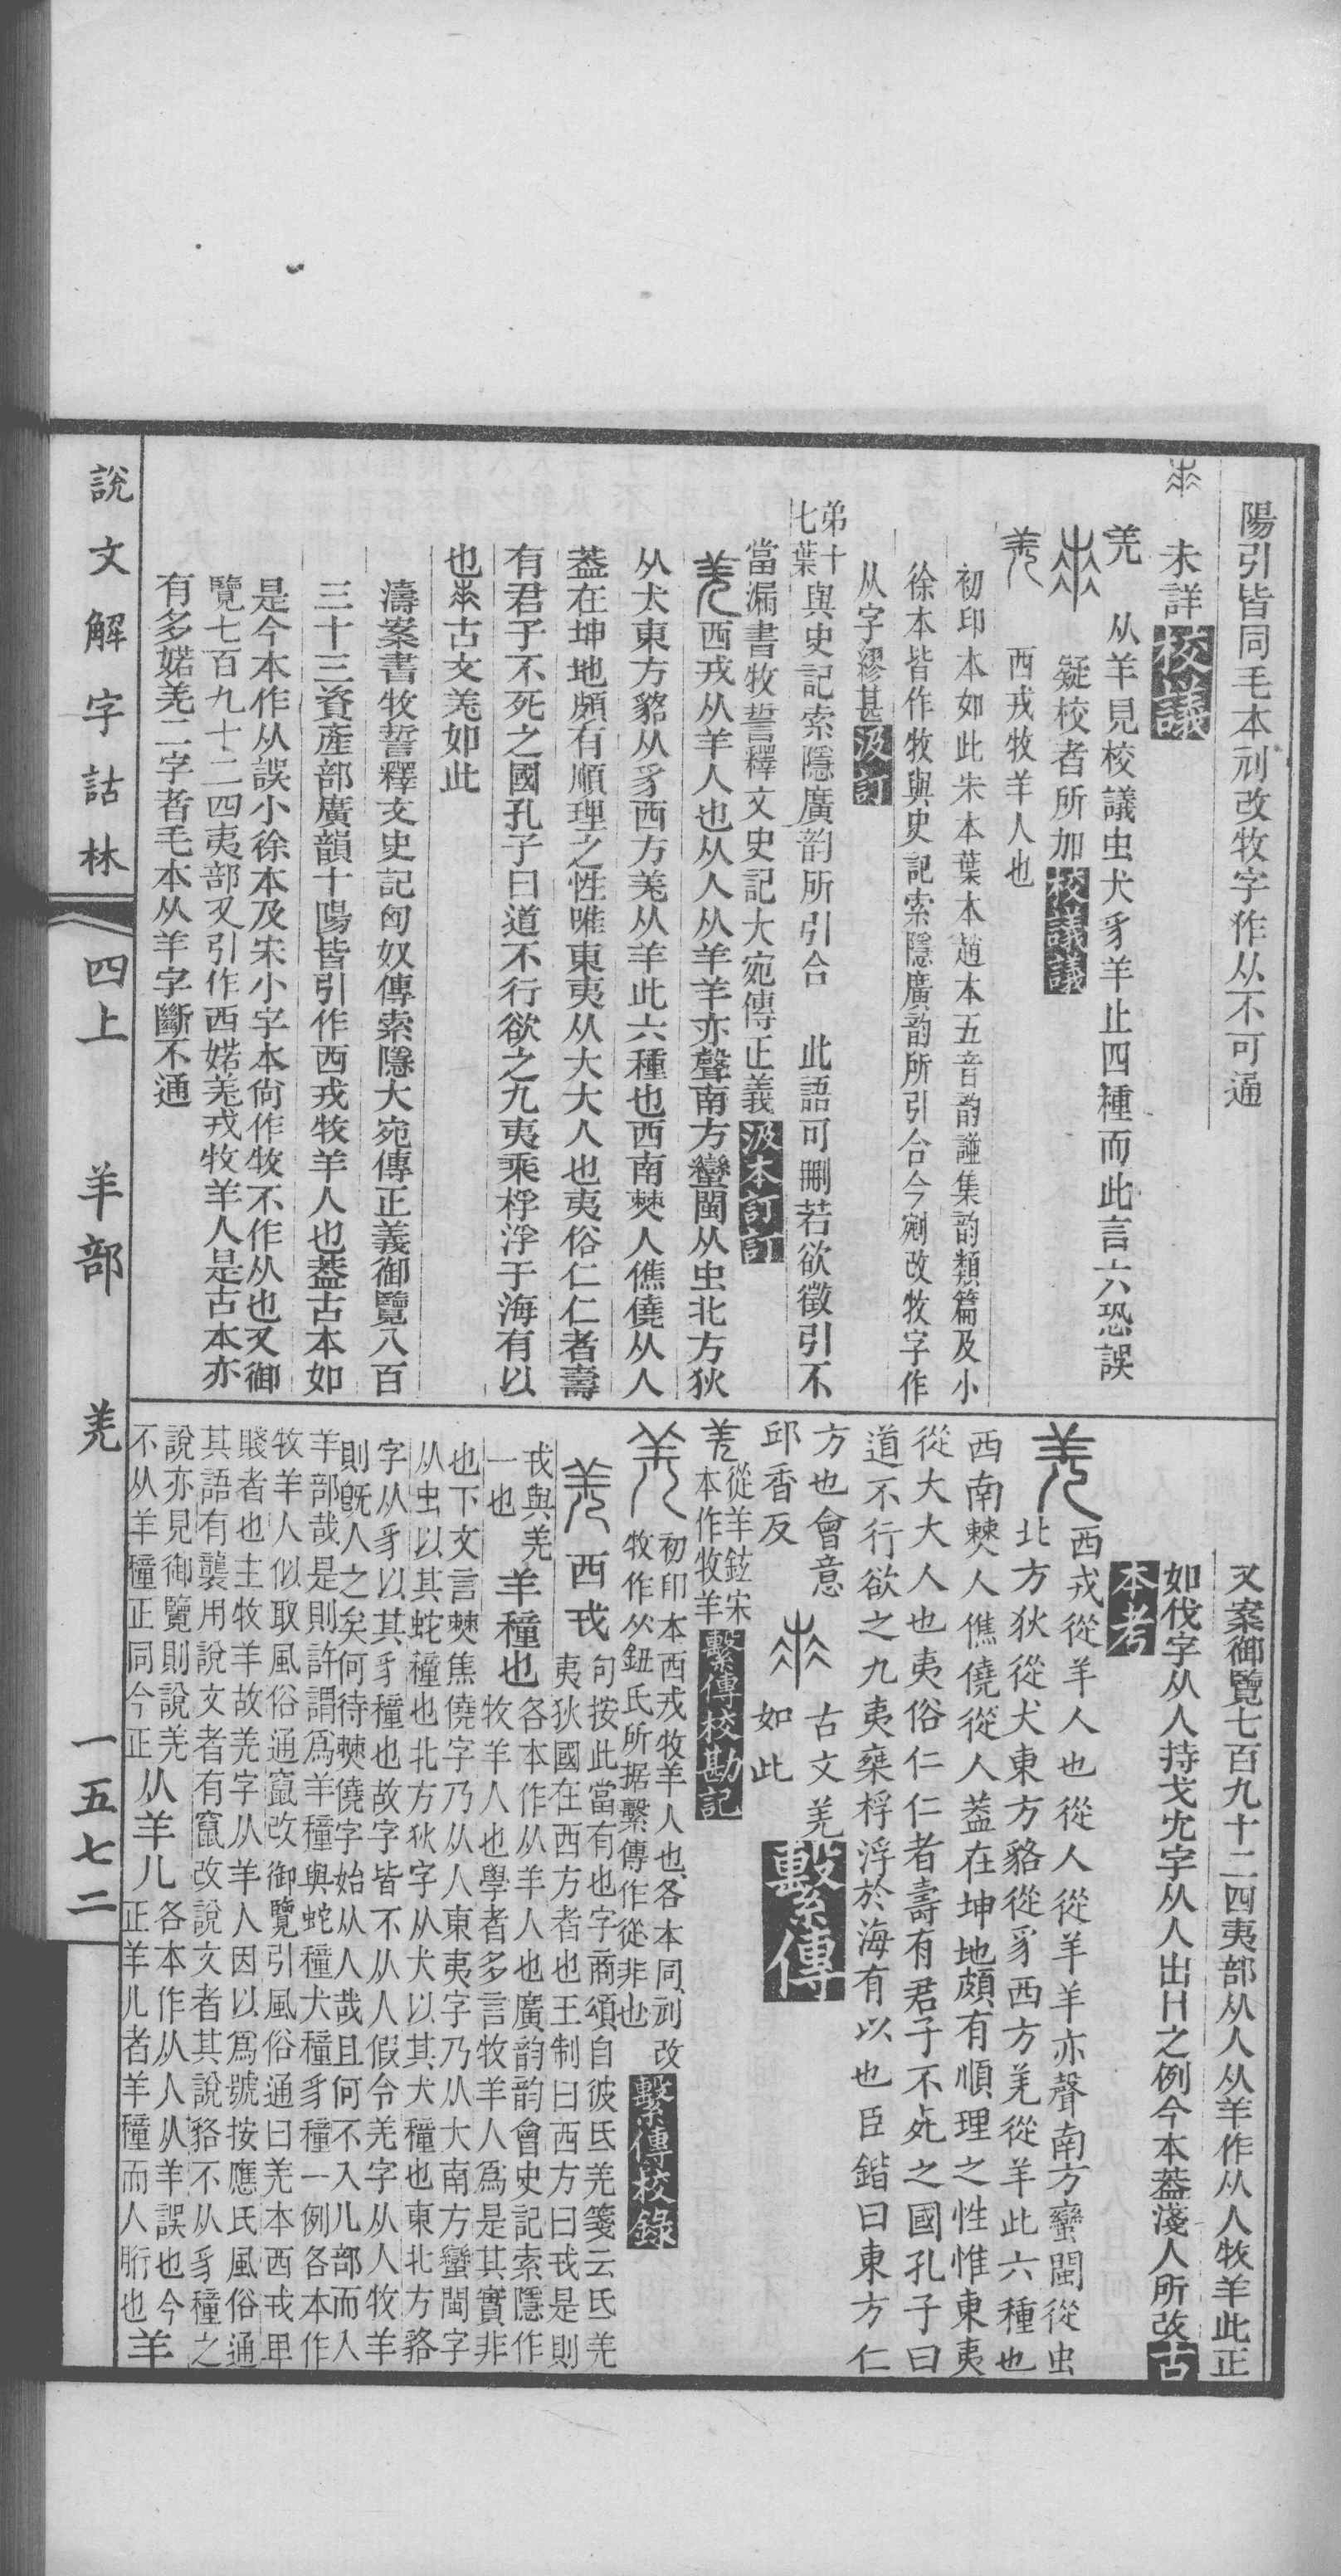 陽引皆同毛本刓改牧字作从不可通
未詳校議
羌 从羊見校議虫犬豸羊止四種而此言六恐誤
疑校者所加校議議
西戎牧羊人也
初印本如此宋本葉本趙本五音韵譜集韵類篇及小
徐本皆作牧與史記索隱廣韵所引合今剜改牧字作
从字繆甚汲訂
弟十
七葉與史記索隱廣韵所引合 此語可刪若欲徵引不
當漏書牧誓釋文史記大宛傳正義汲本訂訂
羌西戎从羊人也从人从羊羊亦聲南方蠻閩从虫北方狄
从犬東方貉从豸西方羌从羊此六種也西南僰人僬僥从人
葢在坤地頗有順理之性唯東夷从大大人也夷俗仁仁者壽
有君子不死之國孔子曰道不行欲之九夷乘桴浮于海有以
也 古文羌如此
濤案書牧誓釋文史記匈奴傳索隱大宛傳正義御覽八百
三十三資產部廣韻十陽皆引作西戎牧羊人也葢古本如
是今本作从誤小徐本及宋小字本尙作牧不作从也又御
覽七百九十二四夷部又引作西婼羌戎牧羊人是古本亦
有多婼羌二字者毛本从羊字斷不通
又案御覽七百九十二四夷部从人从羊作从人牧羊此正
如伐字从人持戈冘字从人出冂之例今本葢淺人所改古
本考
羌 西戎從羊人也從人從羊羊亦聲南方蠻閩從虫
北方狄從犬東方貉從豸西方羌從羊此六種也
西南僰人僬僥從人葢在坤地頗有順理之性惟東夷
從大大人也夷俗仁仁者壽有君子不死之國孔子曰
道不行欲之九夷椉桴浮於海有以也臣鍇曰東方仁
方也會意 古文羌
邱香反 如此 繫傳
羌從羊鉉宋
本作牧羊繫傳校勘記
初印本西戎牧羊人也各本同刓改
牧作从鈕氏所据繫傳作從非也繫傳校錄
羌 西戎句按此當有也字商頌自彼氐羌箋云氐羌
夷狄國在西方者也王制曰西方曰戎是則
戎與羌
一也 羊穜也各本作从羊人也廣韵韵會史記索隱作
牧羊人也學者多言牧羊人爲是其實非
也下文言僰焦僥字乃从人東夷字乃从大南方蠻閩字
从虫以其蛇穜也北方狄字从犬以其犬穜也東北方貉
字从豸以其豸穜也故字皆不从人假令羌字从人牧羊
則旣人之矣何待僰僥字始从人哉且何不入儿部而入
羊部哉是則許謂爲羊穜與蛇穜犬穜豸穜一例各本作
牧羊人似取風俗通竄改御覽引風俗通曰羌本西戎卑
賤者也主牧羊故羌字从羊人因以爲號按應氏風俗通
其語有襲用說文者有竄改說文者其說貉不从豸穜之
說亦見御覽則說羌
不从羊穜正同今正从羊儿各本作从人从羊誤也今
正羊儿者羊穜而人䏌也羊
說文解字詁林 四上 羊部 羌 一五七二